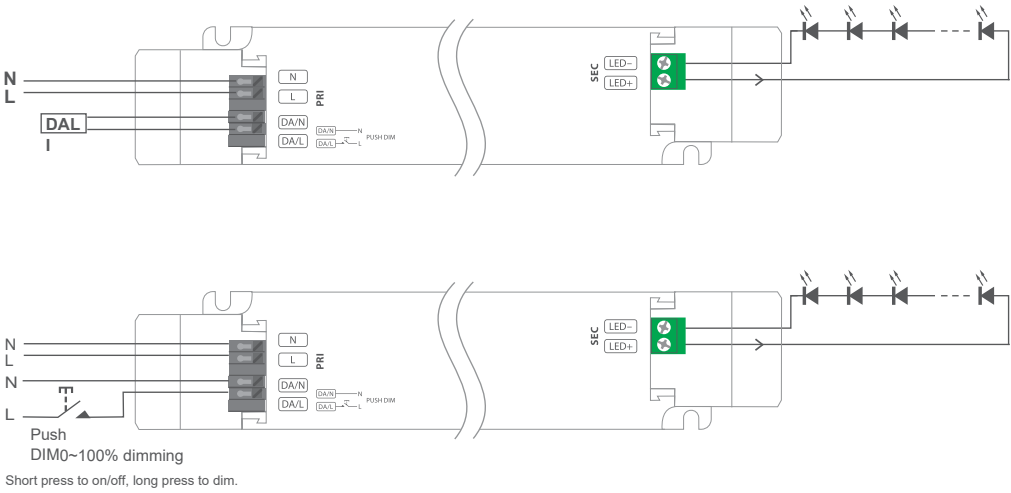 N
L
DAL
I
N
L
PRI
DA/N
DA/L
DA/N N
DA/L L
PUSH DIM
SEC
LED-
LED+
N
L
N
L
Push
DIM0~100% dimming
N
L
PRI
DA/N
DA/L
DA/N N
DA/L L
PUSH DIM
SEC
LED-
LED+
Short press to on/off, long press to dim.